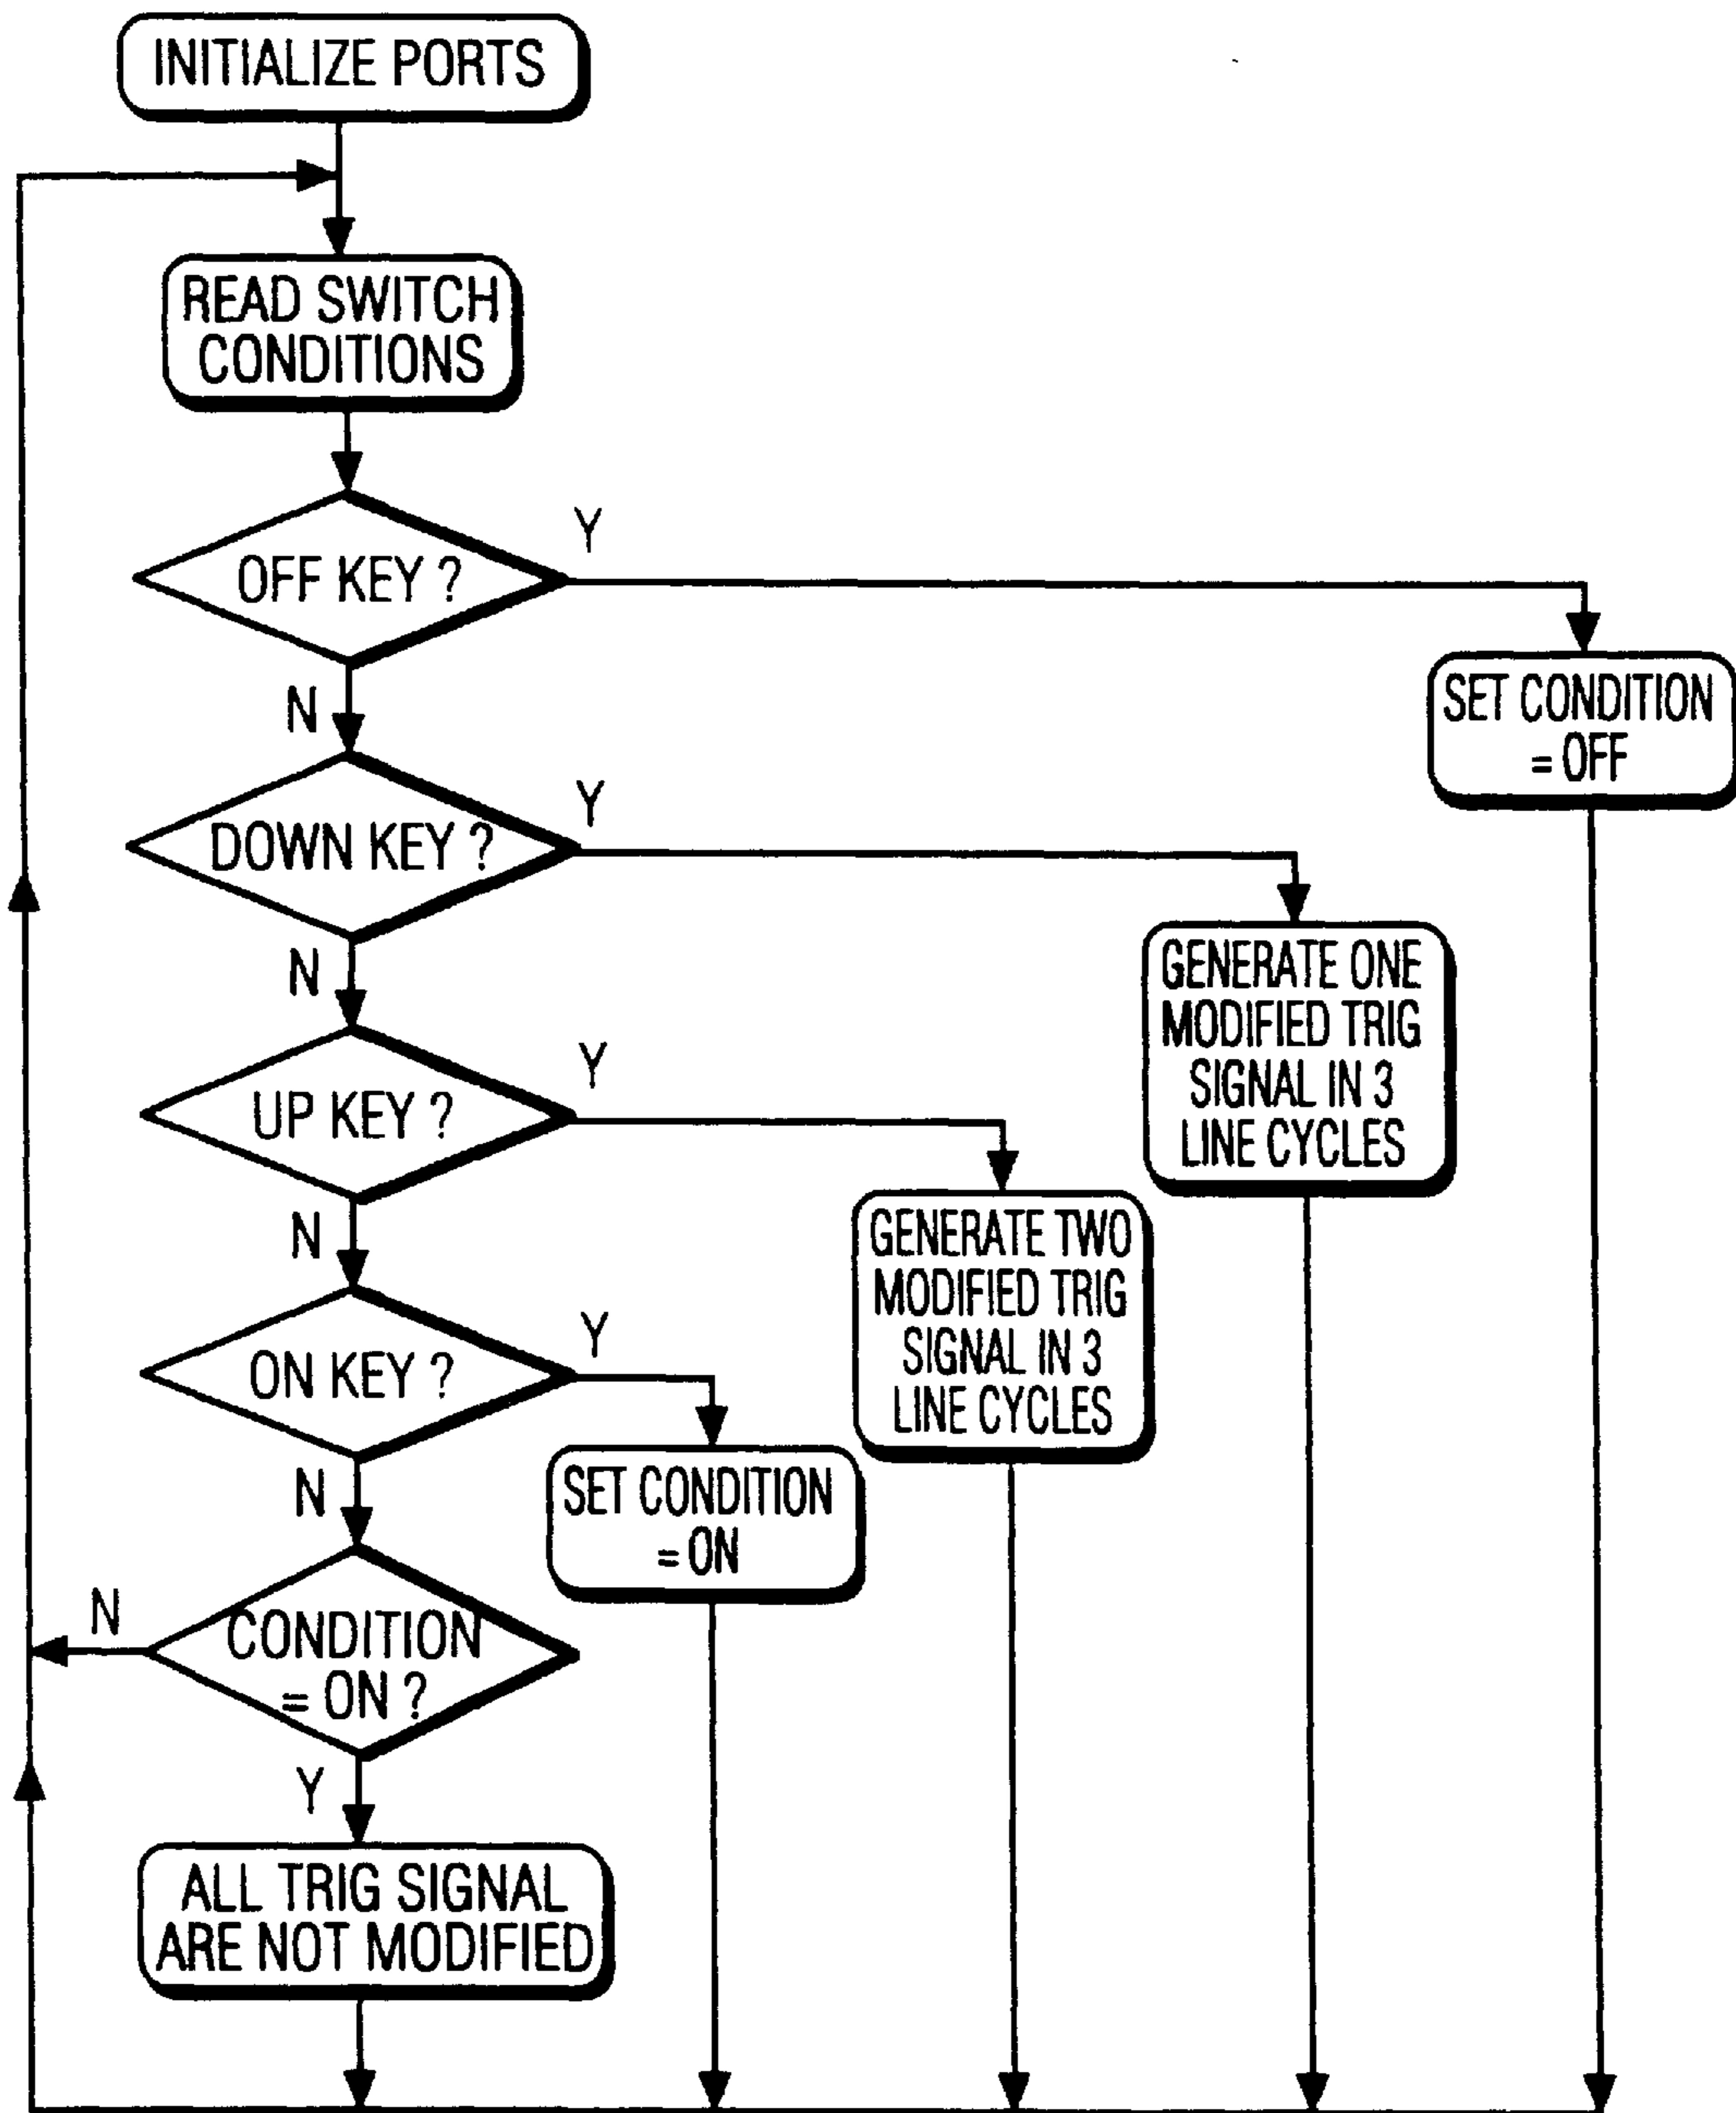 INITIALIZE PORTS
READ SWITCH
CONDITIONS
OFF KEY ?
Y
N
SET CONDITION
= OFF
DOWN KEY ?
Y
N
GENERATE ONE
MODIFIED TRIG
SIGNAL IN 3
LINE CYCLES
UP KEY ?
Y
N
GENERATE TWO
MODIFIED TRIG
SIGNAL IN 3
LINE CYCLES
ON KEY ?
Y
N
SET CONDITION
= ON
CONDITION
= ON ?
N
Y
ALL TRIG SIGNAL
ARE NOT MODIFIED